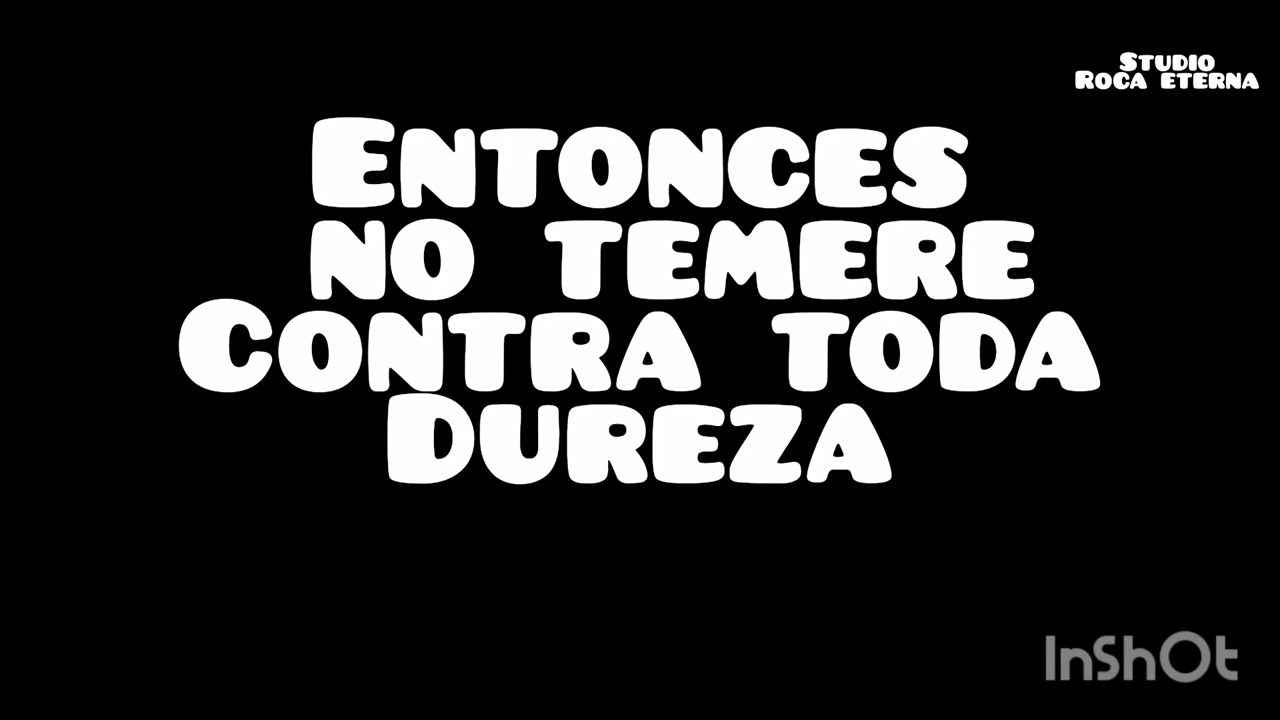 Studio
Roca eterna
Entonces
no temere
Contra toda
Dureza
InShOt